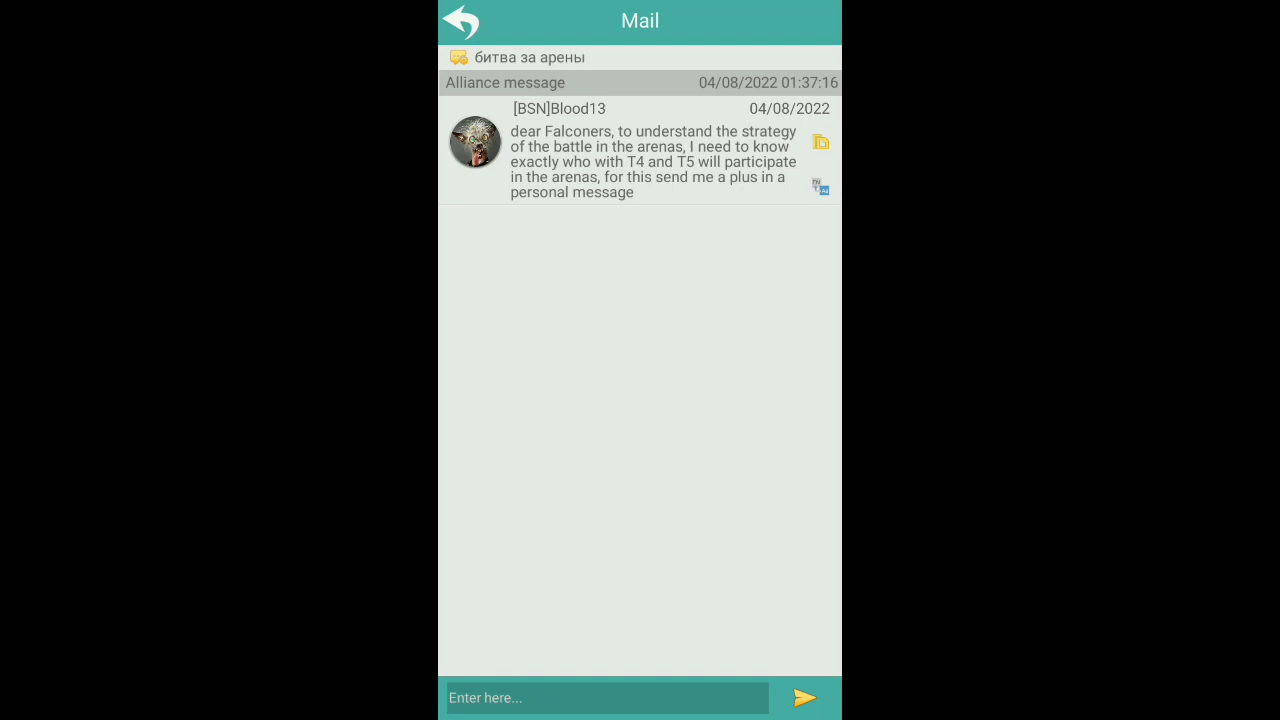 Mail
битва за арены
Alliance message 04/08/2022 01:37:16
[BSN]Blood13 04/08/2022
dear Falconers, to understand the strategy
of the battle in the arenas, I need to know
exactly who with T4 and T5 will participate
in the arenas, for this send me a plus in a
personal message
Enter here...